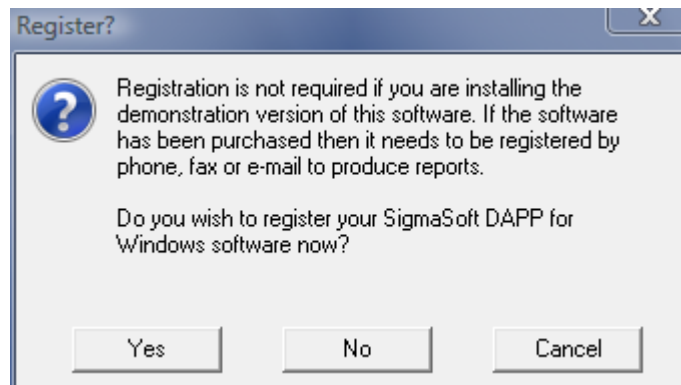 Register?
Registration is not required if you are installing the
demonstration version of this software. If the software
has been purchased then it needs to be registered by
phone, fax or e-mail to produce reports.
Do you wish to register your SigmaSoft DAPP for
Windows software now?
Yes No Cancel